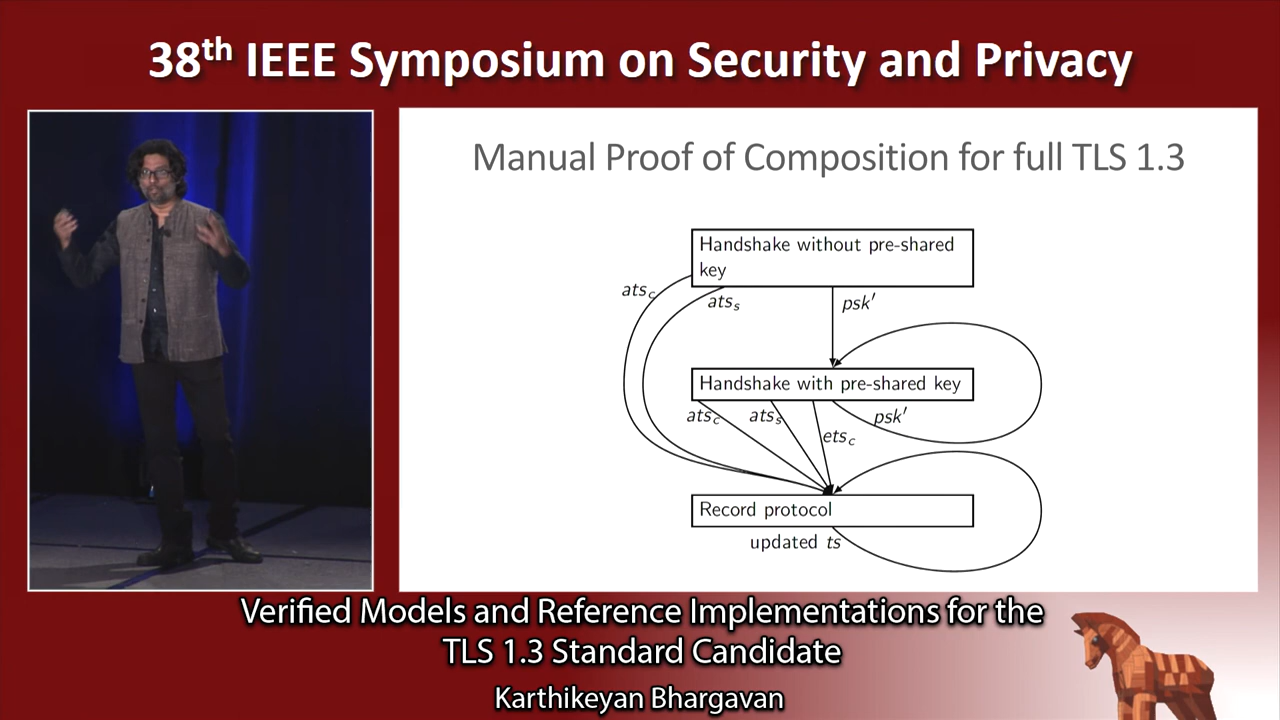 38th IEEE Symposium on Security and Privacy
Manual Proof of Composition for full TLS 1.3
Handshake without pre-shared
key
atsc
atss
psk′
Handshake with pre-shared key
atsc
atss
etsc
psk′
Record protocol
updated ts
Verified Models and Reference Implementations for the
TLS 1.3 Standard Candidate
Karthikeyan Bhargavan